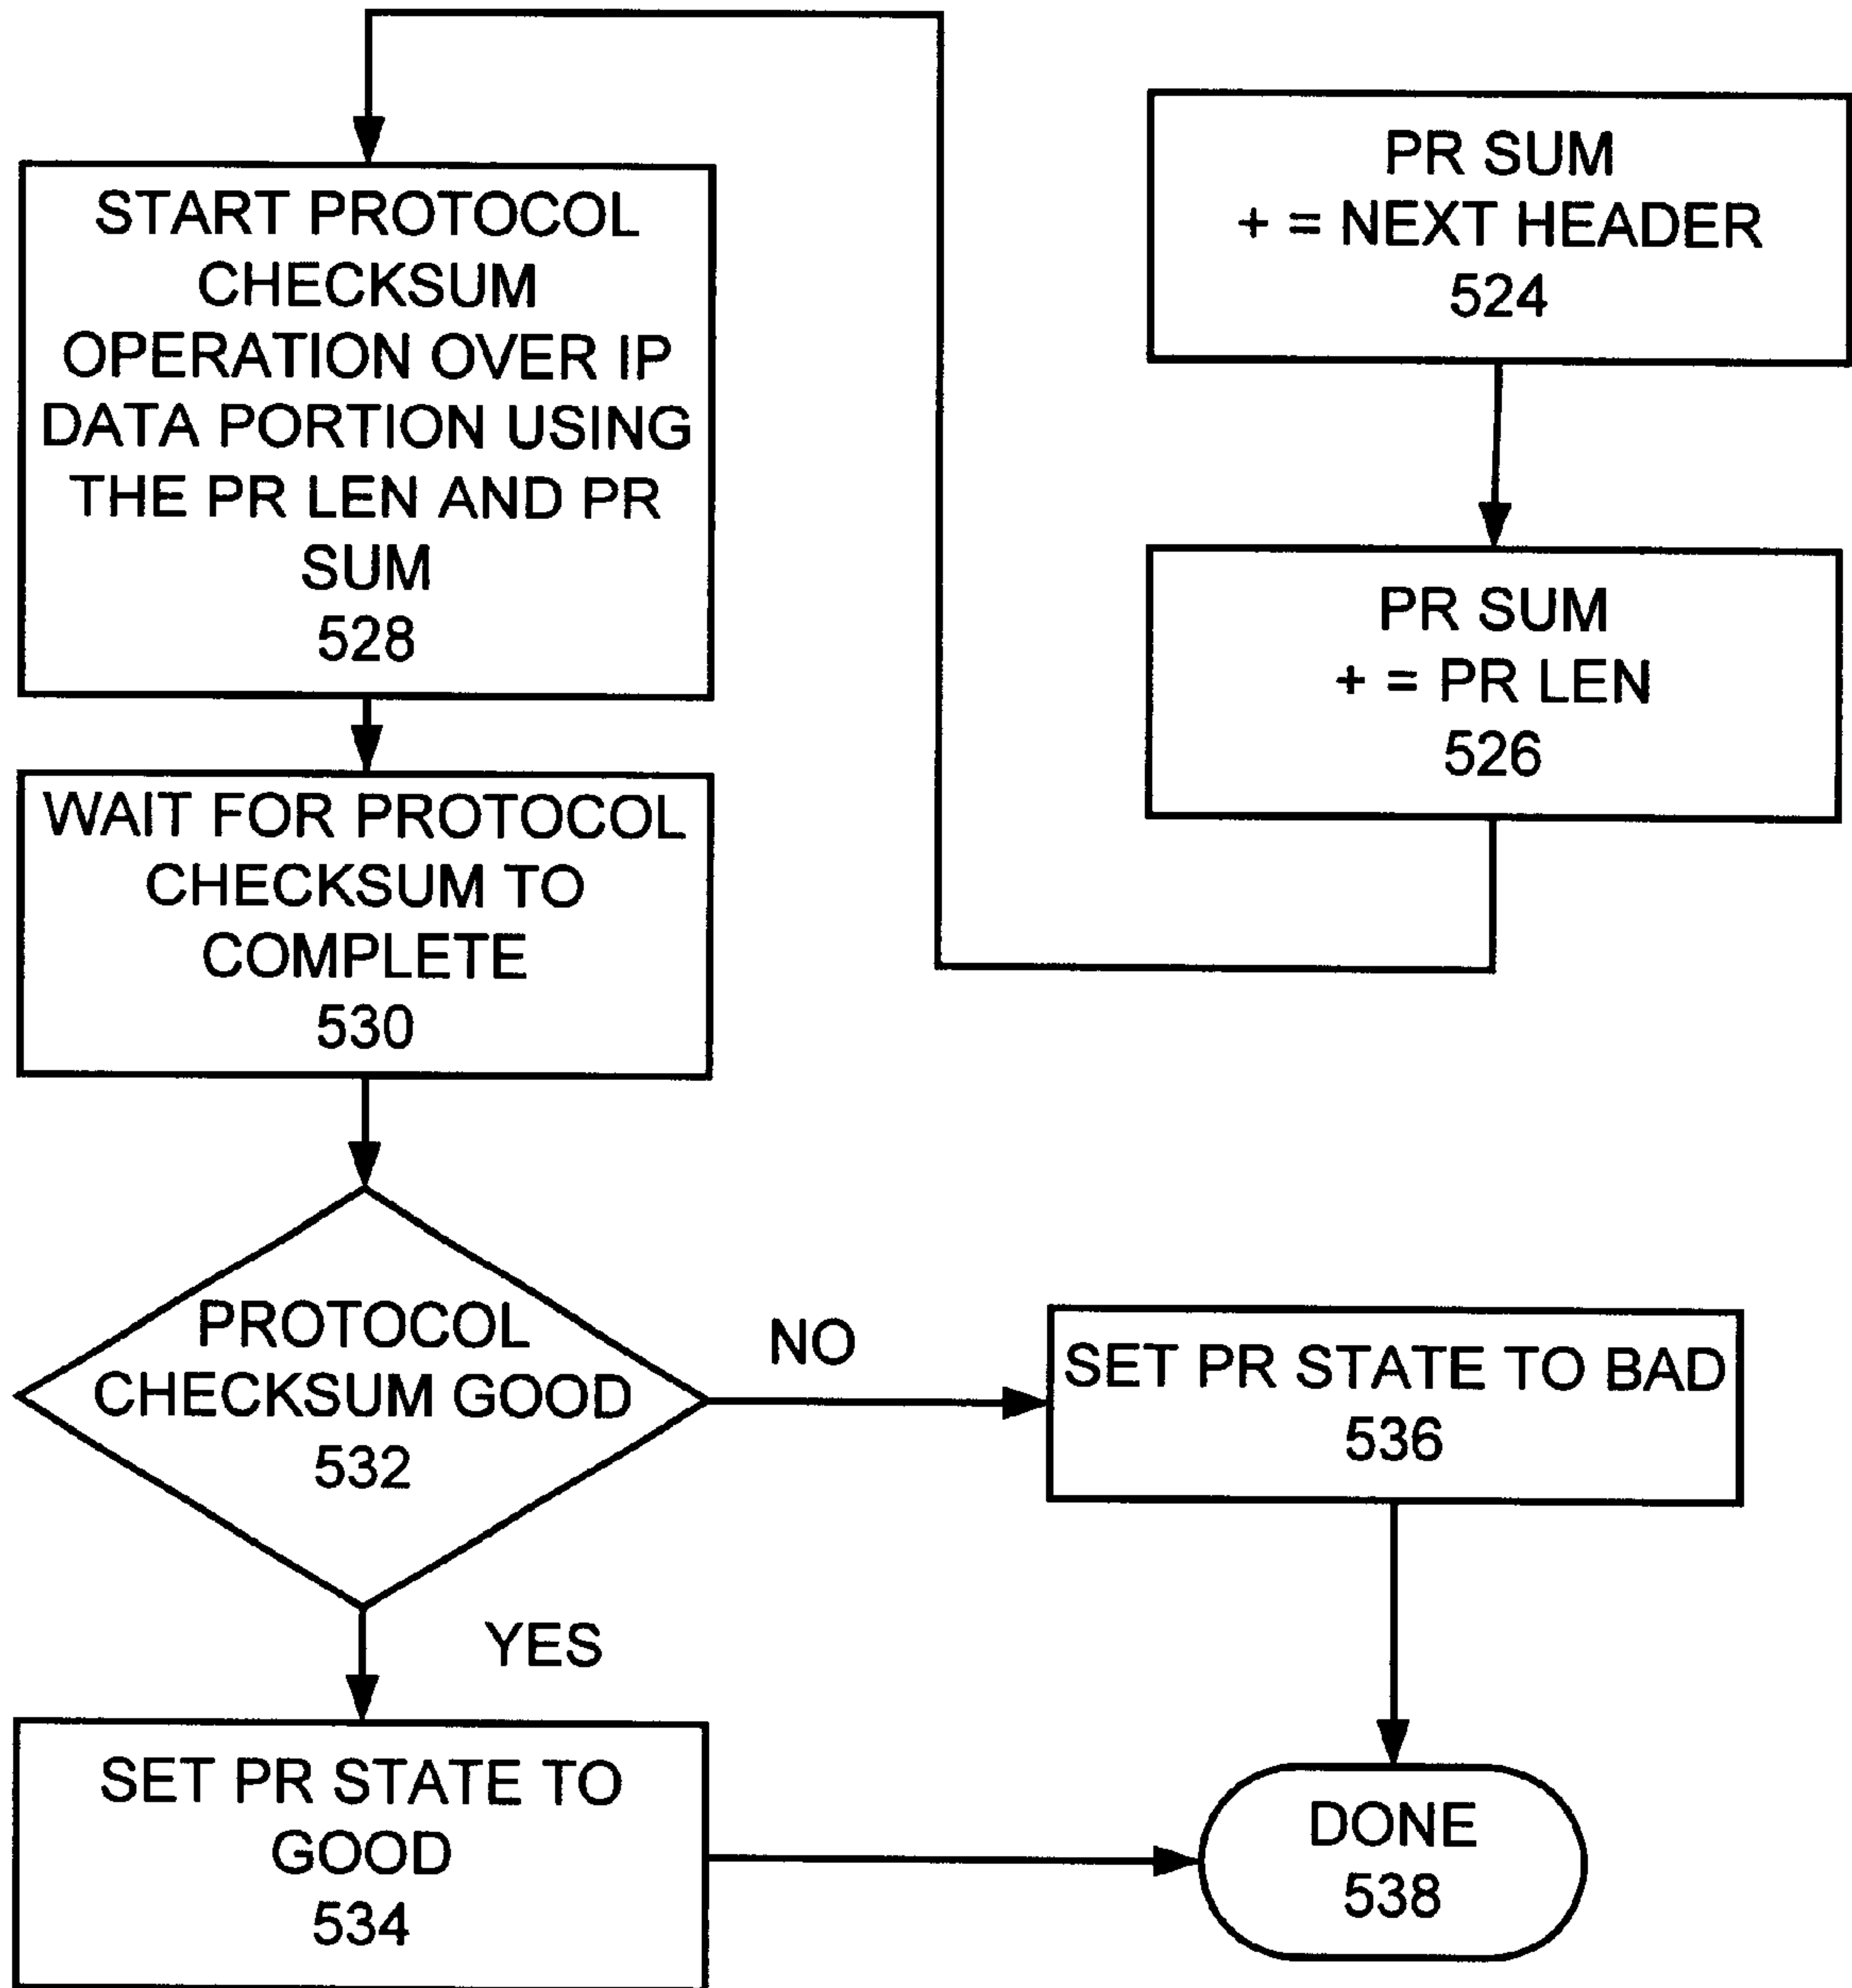 PR SUM
+ = NEXT HEADER
524
PR SUM
+ = PR LEN
526
START PROTOCOL
CHECKSUM
OPERATION OVER IP
DATA PORTION USING
THE PR LEN AND PR
SUM
528
WAIT FOR PROTOCOL
CHECKSUM TO
COMPLETE
530
PROTOCOL
CHECKSUM GOOD
532
NO
SET PR STATE TO BAD
536
YES
SET PR STATE TO
GOOD
534
DONE
538